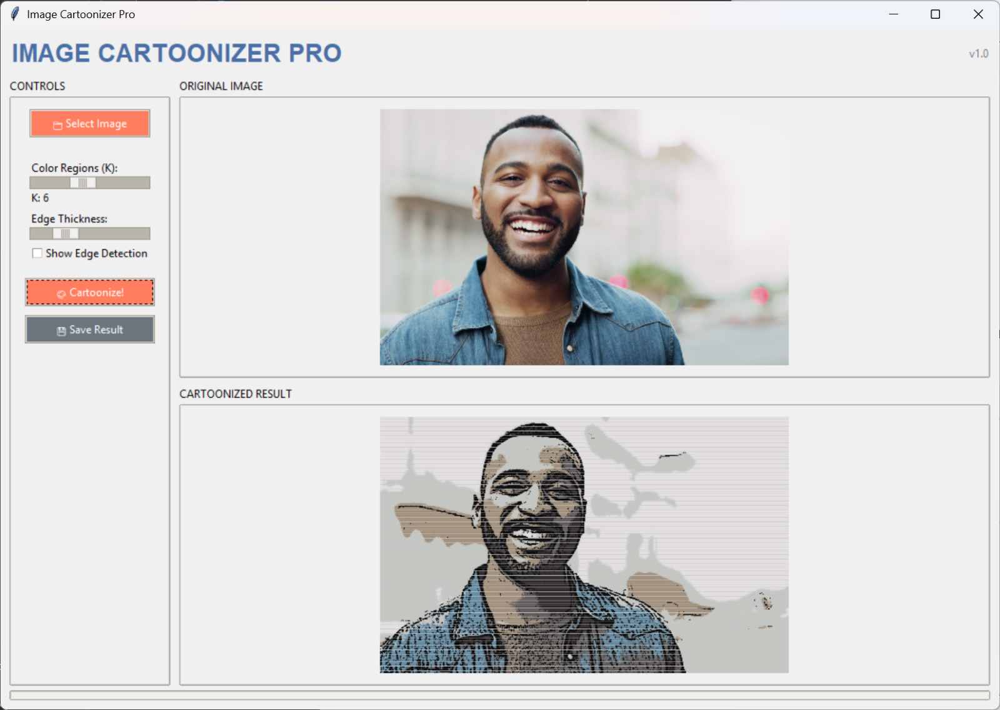 Image Cartoonizer Pro
IMAGE CARTOONIZER PRO
v1.0
CONTROLS
Select Image
Color Regions (K):
K: 6
Edge Thickness:
Show Edge Detection
Cartoonize!
Save Result
ORIGINAL IMAGE
CARTOONIZED RESULT